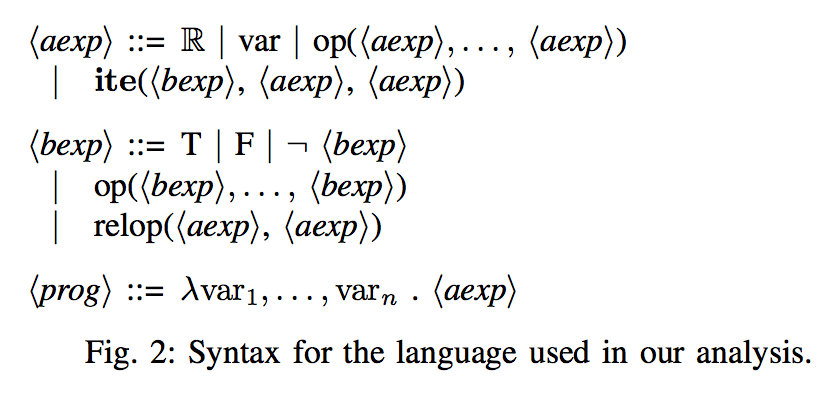 ⟨aexp⟩ ::= ℝ | var | op(⟨aexp⟩,..., ⟨aexp⟩)
| ite(⟨bexp⟩, ⟨aexp⟩, ⟨aexp⟩)
⟨bexp⟩ ::= T | F | ¬ ⟨bexp⟩
| op(⟨bexp⟩,..., ⟨bexp⟩)
| relop(⟨aexp⟩, ⟨aexp⟩)
⟨prog⟩ ::= λvar₁,...,varₙ . ⟨aexp⟩
Fig. 2: Syntax for the language used in our analysis.